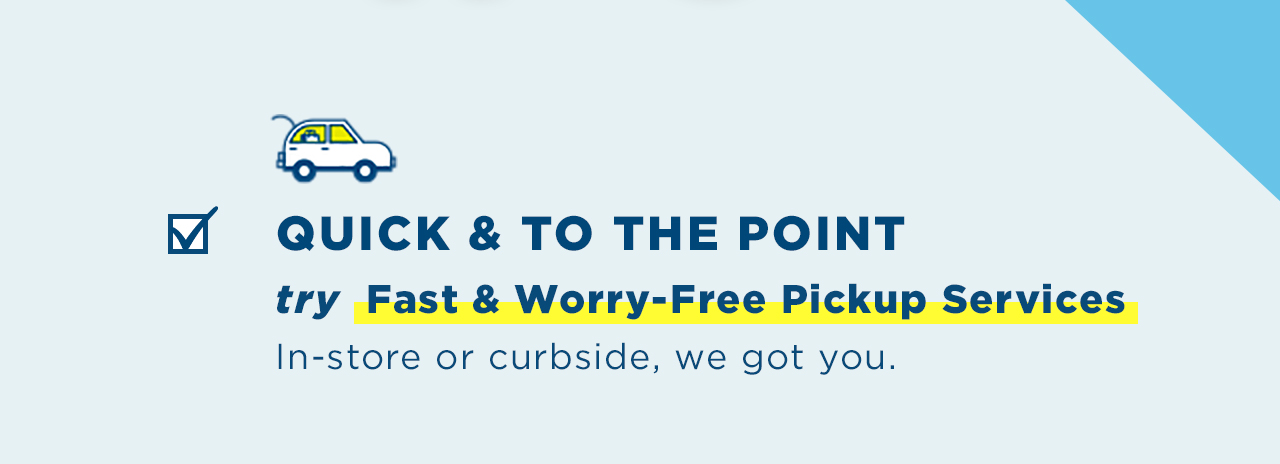 QUICK & TO THE POINT
try Fast & Worry-Free Pickup Services
In-store or curbside, we got you.